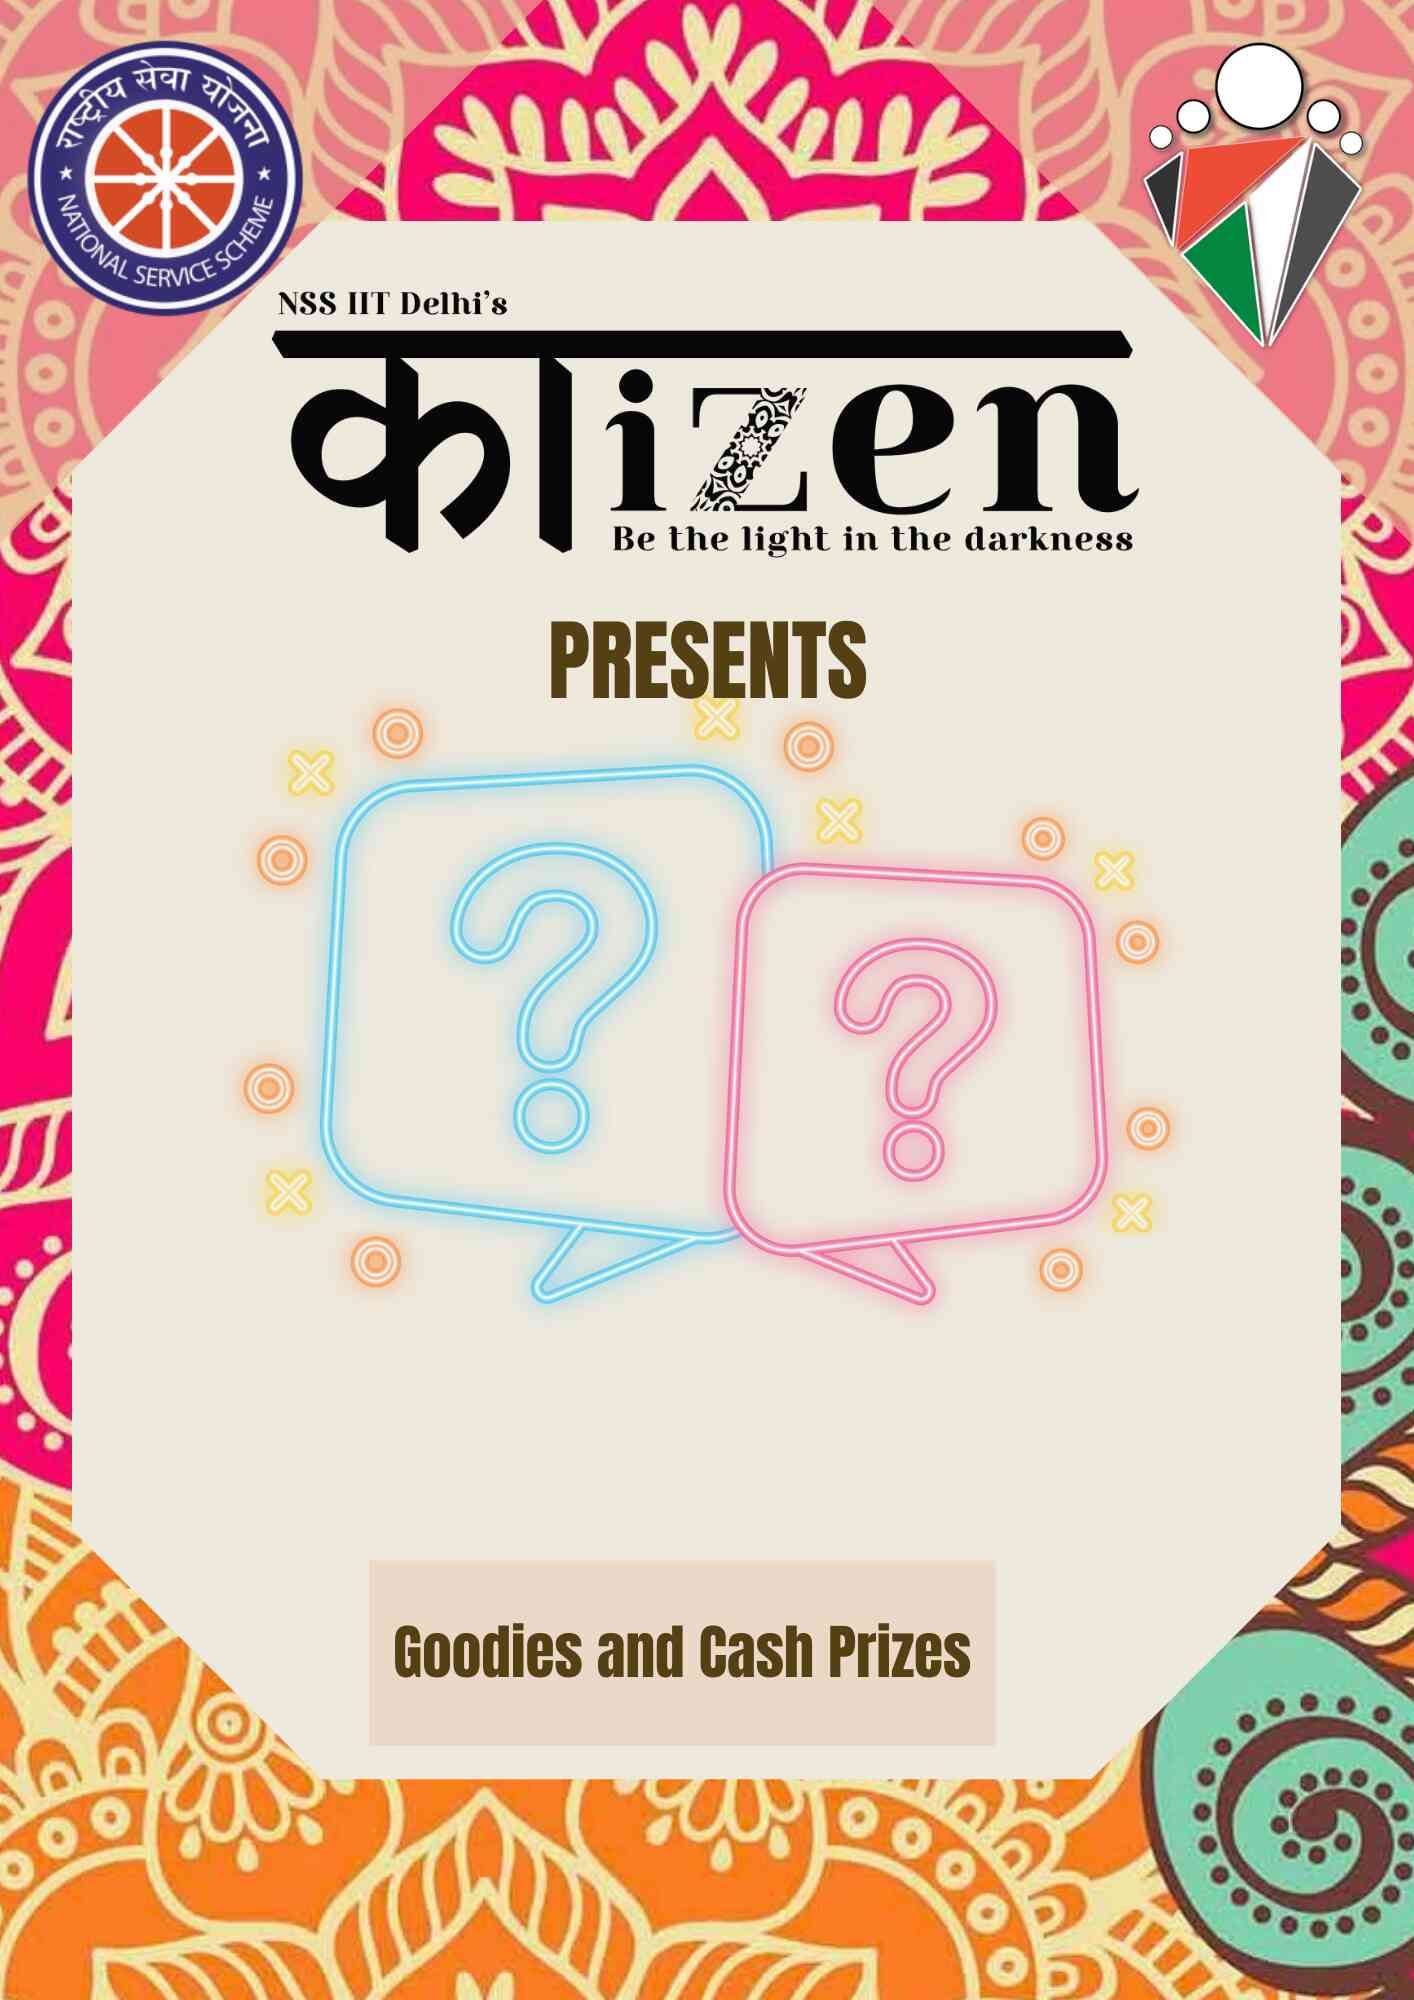 राष्ट्रीय सेवा योजना
NATIONAL SERVICE SCHEME
NSS IIT Delhi's
काizen
Be the light in the darkness
PRESENTS
?
?
Goodies and Cash Prizes